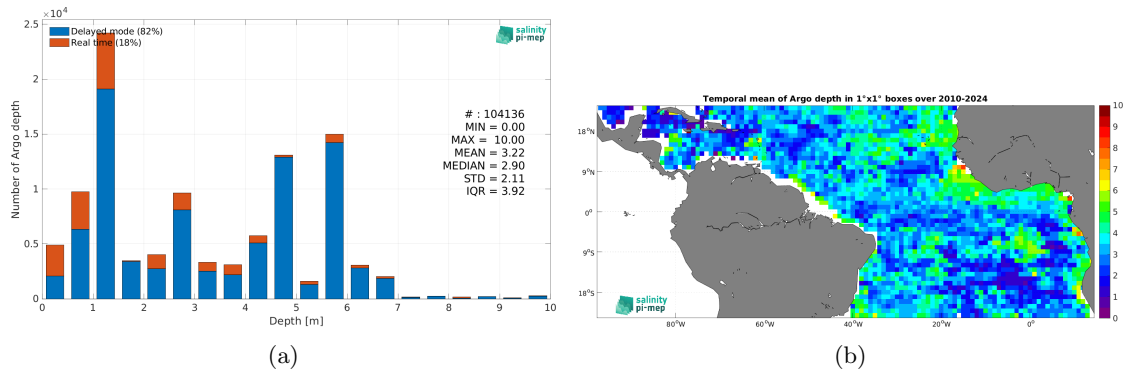 2.5 ×10⁴
Delayed mode (82%)
Real time (18%)
salinity
pi-mep
2
1.5
1
0.5
0
Number of Argo depth
# : 104136
MIN = 0.00
MAX = 10.00
MEAN = 3.22
MEDIAN = 2.90
STD = 2.11
IQR = 3.92
0 1 2 3 4 5 6 7 8 9 10
Depth [m]
(a)
Temporal mean of Argo depth in 1°x1° boxes over 2010-2024
18°N
9°N
0°
9°S
18°S
salinity
pi-mep
80°W 60°W 40°W 20°W 0°
10
9
8
7
6
5
4
3
2
1
0
(b)